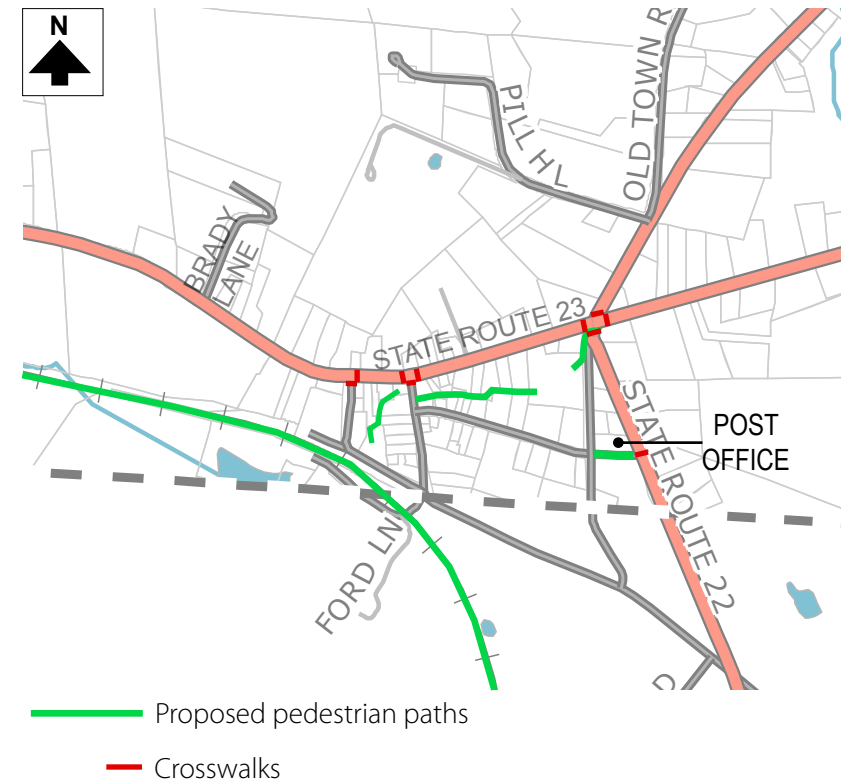 N
PILL H L
OLD TOWN R
BRADY
LANE
STATE ROUTE 23
STATE ROUTE 22
POST
OFFICE
FORD LN
D
Proposed pedestrian paths
Crosswalks